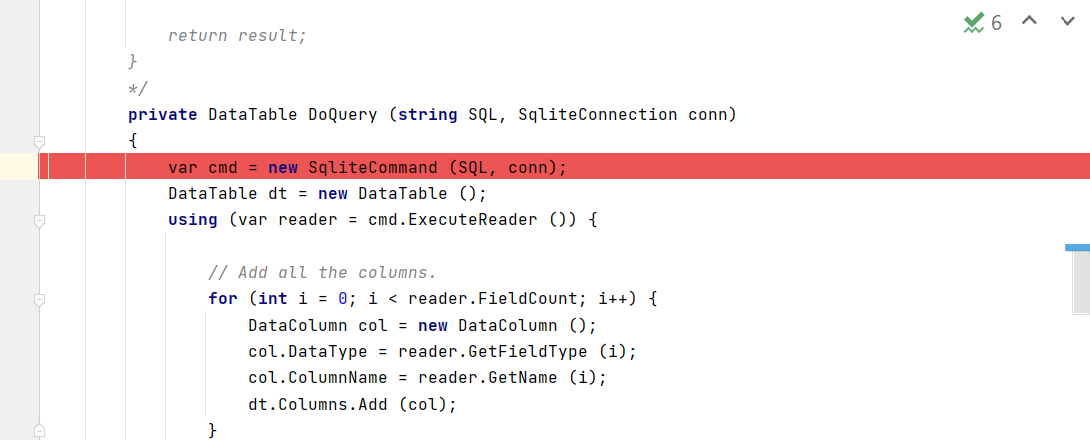 6
return result;
}
*/
private DataTable DoQuery (string SQL, SqliteConnection conn)
{
var cmd = new SqliteCommand (SQL, conn);
DataTable dt = new DataTable ();
using (var reader = cmd.ExecuteReader ()) {
// Add all the columns.
for (int i = 0; i < reader.FieldCount; i++) {
DataColumn col = new DataColumn ();
col.DataType = reader.GetFieldType (i);
col.ColumnName = reader.GetName (i);
dt.Columns.Add (col);
}